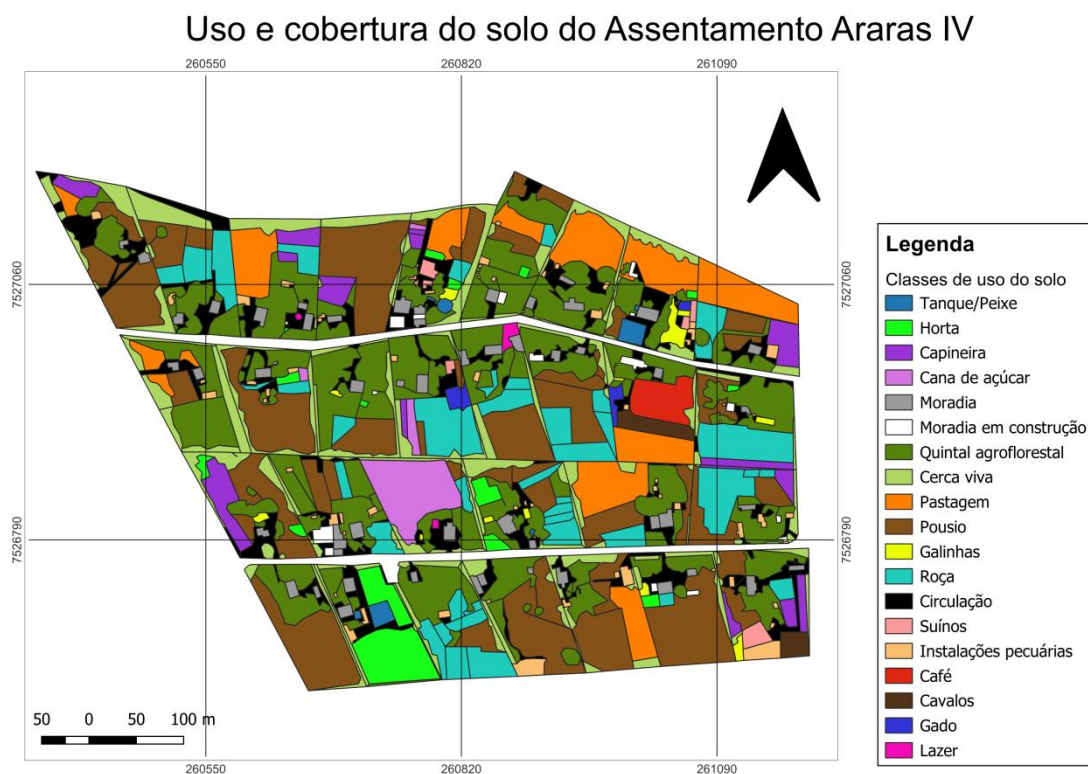 Uso e cobertura do solo do Assentamento Araras IV
260550 260820 261090
7527060 7527060
7526790 7526790
50 0 50 100 m
260550 260820 261090
Legenda
Classes de uso do solo
Tanque/Peixe
Horta
Capineira
Cana de açúcar
Moradia
Moradia em construção
Quintal agroflorestal
Cerca viva
Pastagem
Pousio
Galinhas
Roça
Circulação
Suínos
Instalações pecuárias
Café
Cavalos
Gado
Lazer